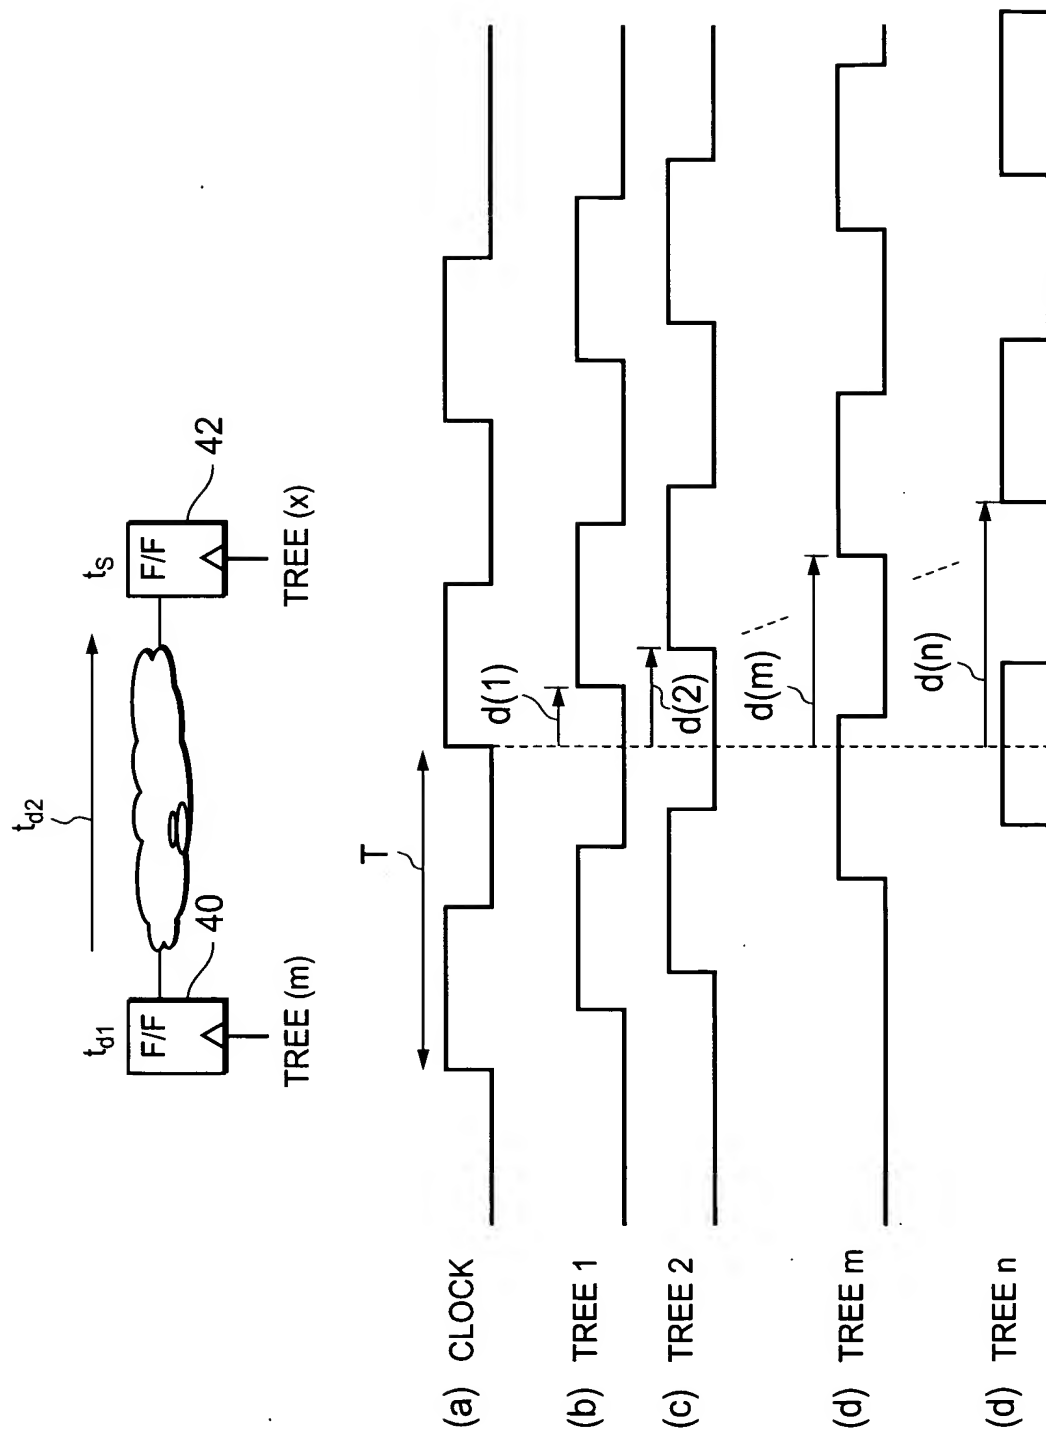 t_d2
t_d1
F/F
40
TREE (m)
t_S
F/F
42
TREE (x)
(a) CLOCK
T
(b) TREE 1
d(1)
(c) TREE 2
d(2)
(d) TREE m
d(m)
(d) TREE n
d(n)